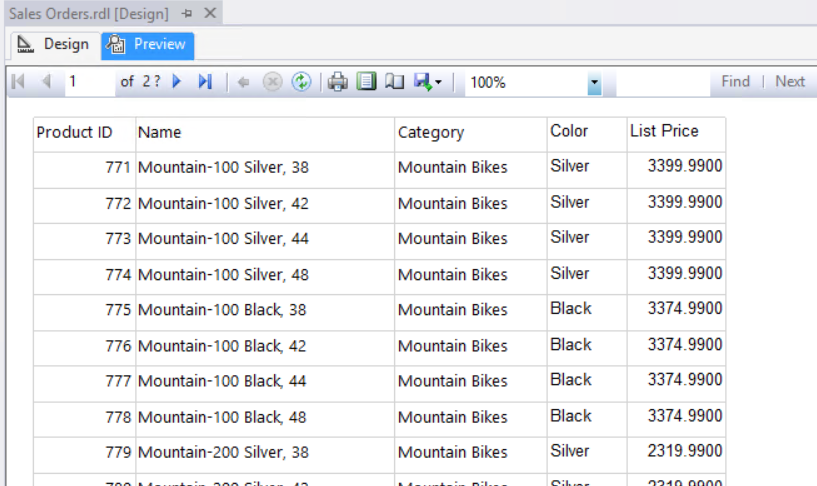 Sales Orders.rdl [Design]
Design Preview
1 of 2 ? 100% Find | Next
Product ID Name Category Color List Price
771 Mountain-100 Silver, 38 Mountain Bikes Silver 3399.9900
772 Mountain-100 Silver, 42 Mountain Bikes Silver 3399.9900
773 Mountain-100 Silver, 44 Mountain Bikes Silver 3399.9900
774 Mountain-100 Silver, 48 Mountain Bikes Silver 3399.9900
775 Mountain-100 Black, 38 Mountain Bikes Black 3374.9900
776 Mountain-100 Black, 42 Mountain Bikes Black 3374.9900
777 Mountain-100 Black, 44 Mountain Bikes Black 3374.9900
778 Mountain-100 Black, 48 Mountain Bikes Black 3374.9900
779 Mountain-200 Silver, 38 Mountain Bikes Silver 2319.9900
Mountain Bikes Silver 2319.9900